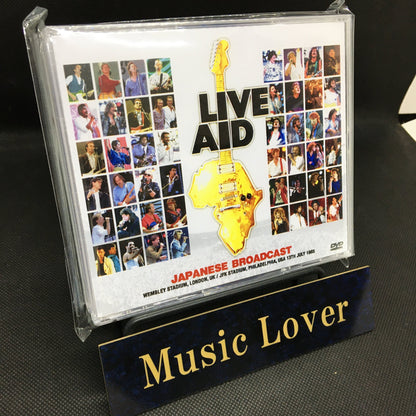 LIVE
AID
JAPANESE BROADCAST
WEMBLEY STADIUM, LONDON, UK / JFK STADIUM, PHILADELPHIA, USA 13TH JULY 1985
DVD
Music Lover